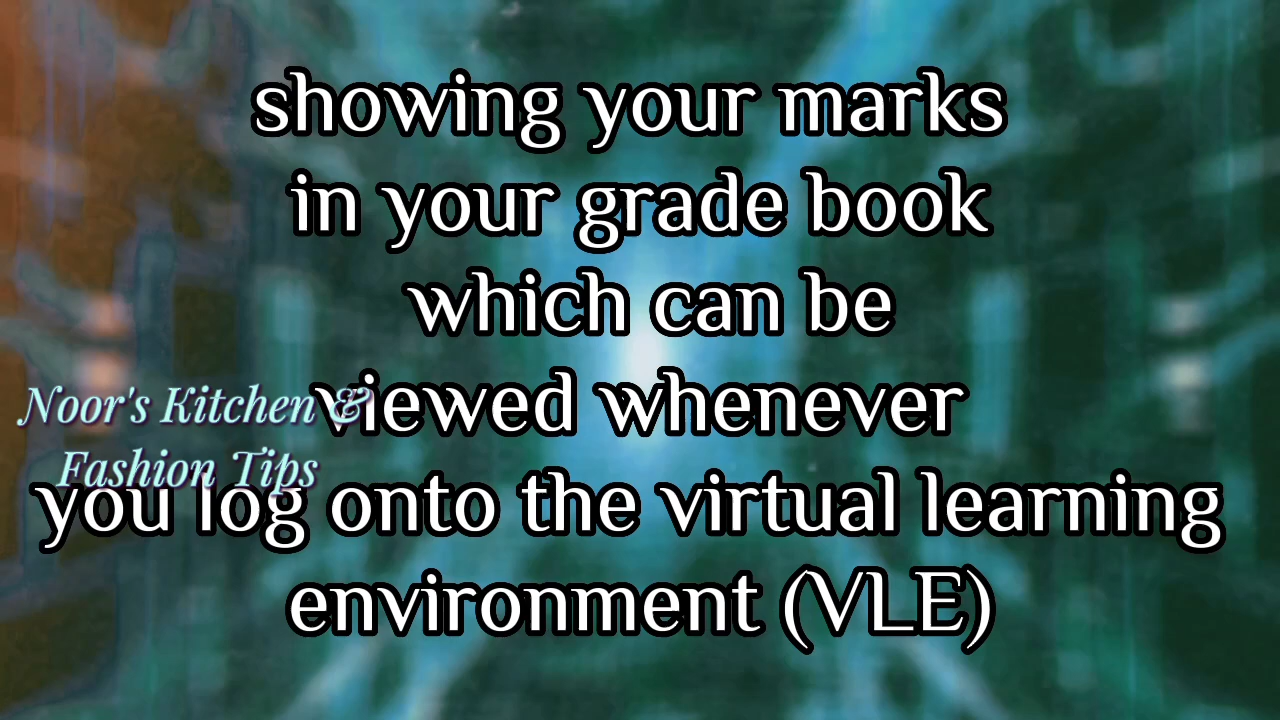 showing your marks
in your grade book
which can be
viewed whenever
you log onto the virtual learning
environment (VLE)
Noor's Kitchen &
Fashion Tips